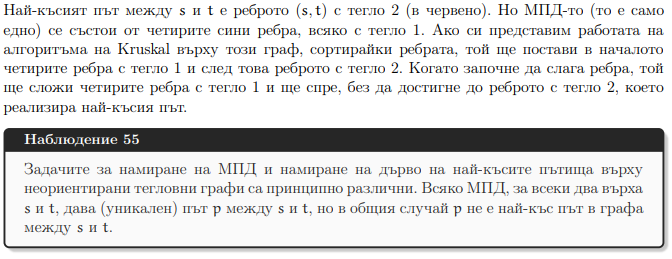 Най-късият път между s и t е реброто (s, t) с тегло 2 (в червено). Но МПД-то (то е само
едно) се състои от четирите сини ребра, всяко с тегло 1. Ако си представим работата на
алгоритъма на Kruskal върху този граф, сортирайки ребрата, той ще постави в началото
четирите ребра с тегло 1 и след това реброто с тегло 2. Когато започне да слага ребра, той
ще сложи четирите ребра с тегло 1 и ще спре, без да достигне до реброто с тегло 2, което
реализира най-късия път.
Наблюдение 55
Задачите за намиране на МПД и намиране на дърво на най-късите пътища върху
неориентирани тегловни графи са принципно различни. Всяко МПД, за всеки два върха
s и t, дава (уникален) път p между s и t, но в общия случай p не е най-къс път в графа
между s и t.